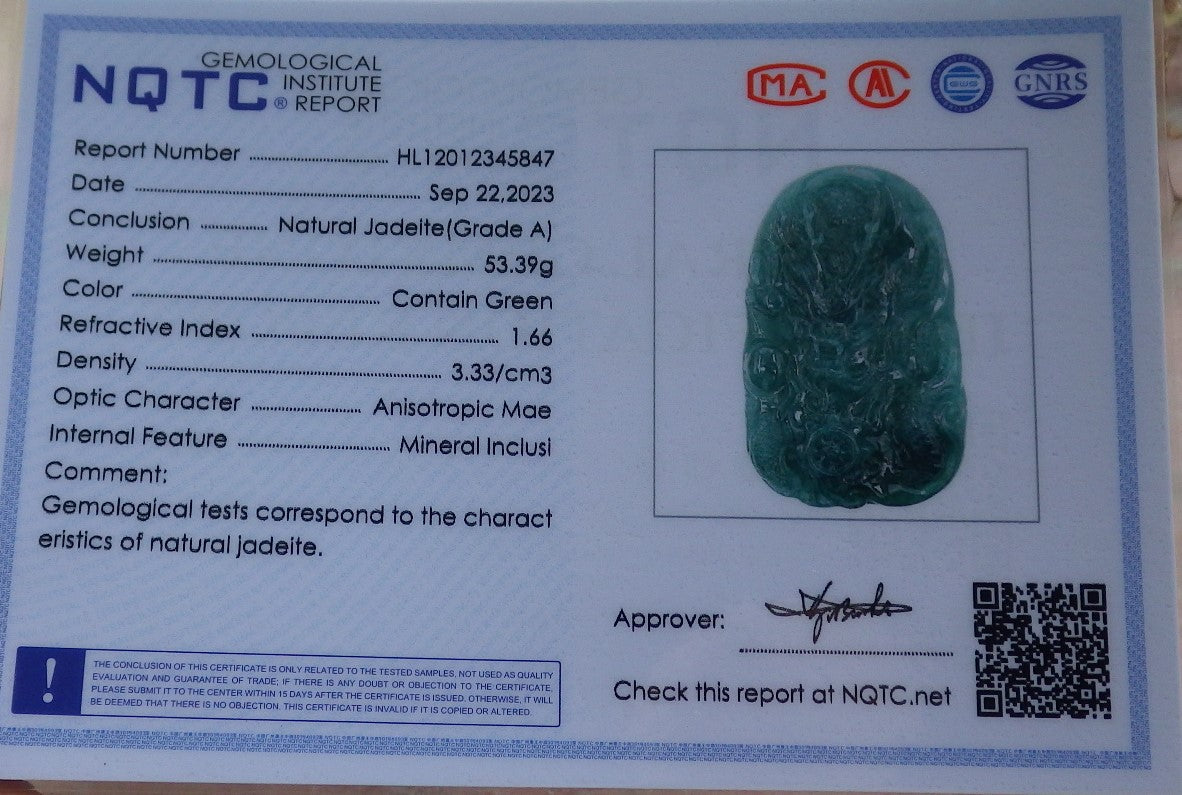 GEMOLOGICAL
NQTC® INSTITUTE
REPORT
MA
GNRS
Report Number HL12012345847
Date Sep 22,2023
Conclusion Natural Jadeite(Grade A)
Weight 53.39g
Color Contain Green
Refractive Index 1.66
Density 3.33/cm3
Optic Character Anisotropic Mae
Internal Feature Mineral Inclusi
Comment:
Gemological tests correspond to the charact
eristics of natural jadeite.
Approver:
Check this report at NQTC.net
! THE CONCLUSION OF THIS CERTIFICATE IS ONLY RELATED TO THE TESTED SAMPLES, NOT USED AS QUALITY
EVALUATION AND GUARANTEE OF TRADE; IF THERE IS ANY DOUBT OR OBJECTION TO THE CERTIFICATE,
PLEASE SUBMIT IT TO THE CENTER WITHIN 15 DAYS AFTER THE CERTIFICATE IS ISSUED. OTHERWISE, IT WILL
BE DEEMED THAT THERE IS NO OBJECTION. THIS CERTIFICATE IS INVALID IF IT IS COPIED OR ALTERED.